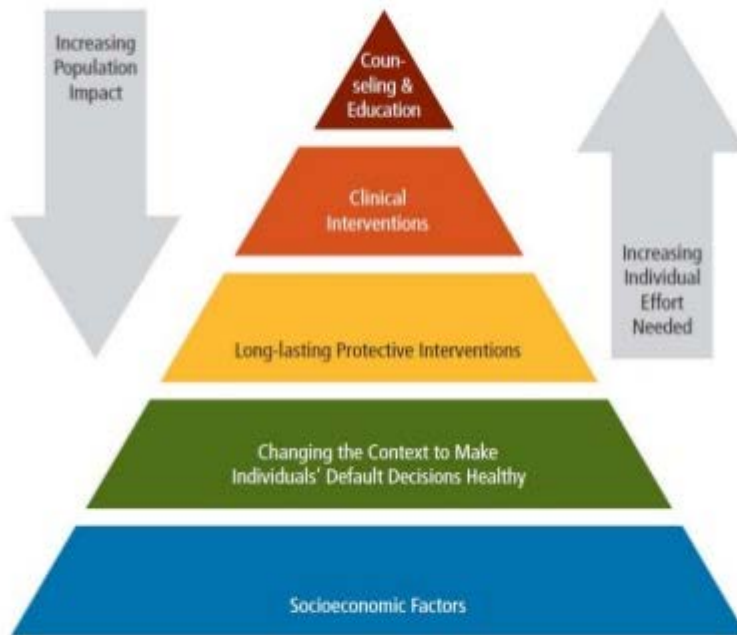 Increasing
Population
Impact
Coun-
seling &
Education
Clinical
Interventions
Increasing
Individual
Effort
Needed
Long-lasting Protective Interventions
Changing the Context to Make
Individuals' Default Decisions Healthy
Socioeconomic Factors